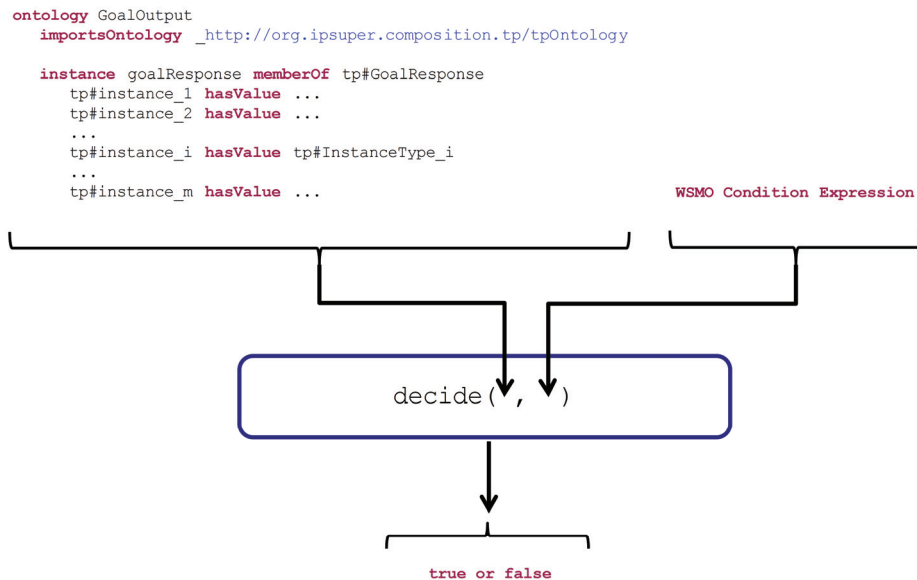 ontology GoalOutput
importsOntology _http://org.ipsuper.composition.tp/tpOntology
instance goalResponse memberOf tp#GoalResponse
tp#instance_1 hasValue ...
tp#instance_2 hasValue ...
...
tp#instance_i hasValue tp#InstanceType_i
...
tp#instance_m hasValue ...
WSMO Condition Expression
decide( , )
true or false